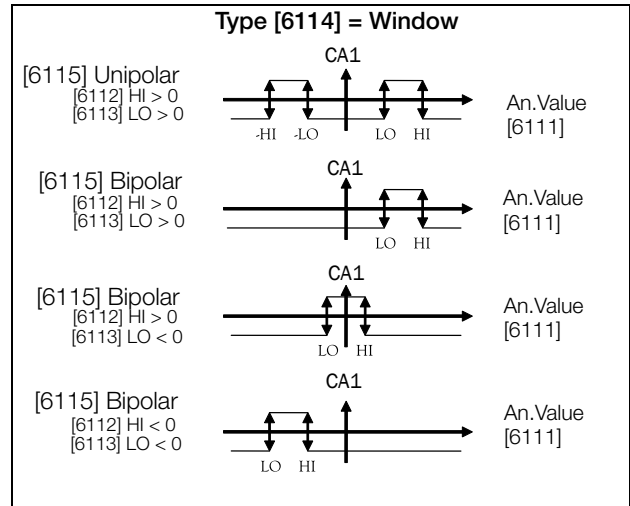 Type [6114] = Window
CA1
[6115] Unipolar
[6112] HI > 0
[6113] LO > 0
An.Value
[6111]
-HI -LO LO HI
CA1
[6115] Bipolar
[6112] HI > 0
[6113] LO > 0
An.Value
[6111]
LO HI
CA1
[6115] Bipolar
[6112] HI > 0
[6113] LO < 0
An.Value
[6111]
LO HI
CA1
[6115] Bipolar
[6112] HI < 0
[6113] LO < 0
An.Value
[6111]
LO HI